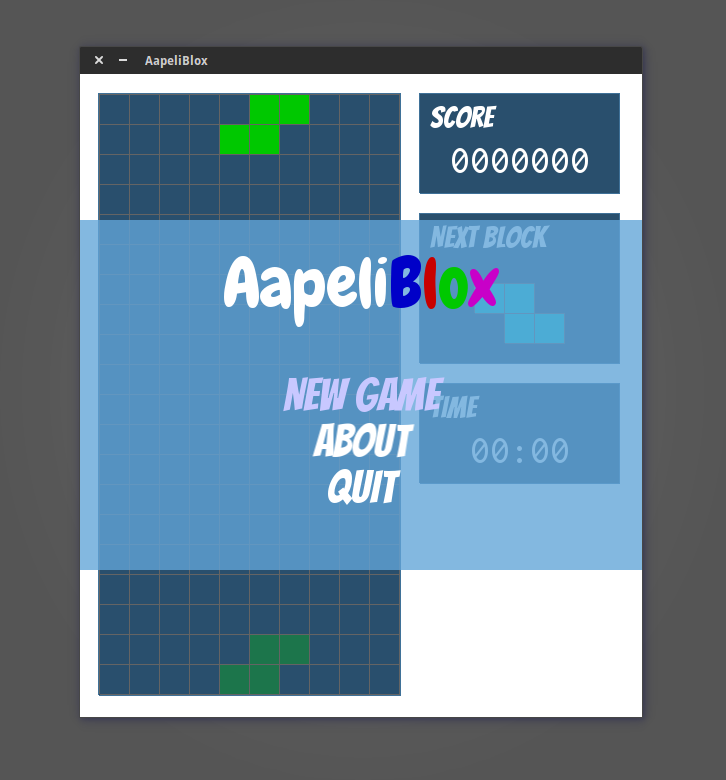 AapeliBlox
SCORE
0000000
NEXT BLOCK
AapeliBlox
NEW GAME
TIME
ABOUT
00:00
QUIT